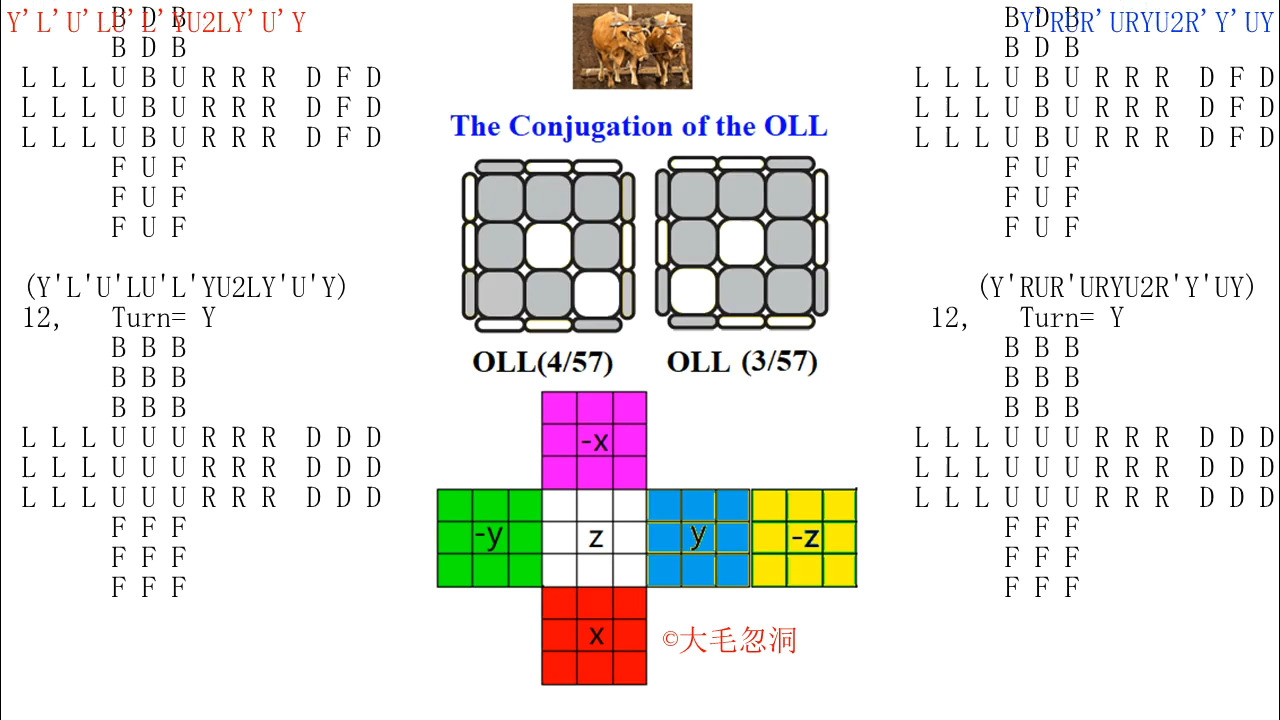 Y'L'U'LU'L'YU2LY'U'Y
B D B
B D B
L L L U B U R R R D F D
L L L U B U R R R D F D
L L L U B U R R R D F D
F U F
F U F
F U F
(Y'L'U'LU'L'YU2LY'U'Y)
12, Turn= Y
B B B
B B B
B B B
L L L U U U R R R D D D
L L L U U U R R R D D D
L L L U U U R R R D D D
F F F
F F F
F F F
The Conjugation of the OLL
OLL(4/57)
OLL (3/57)
-x
-y z y -z
x
©大毛忽洞
Y'RUR'URYU2R'Y'UY
B D B
B D B
L L L U B U R R R D F D
L L L U B U R R R D F D
L L L U B U R R R D F D
F U F
F U F
F U F
(Y'RUR'URYU2R'Y'UY)
12, Turn= Y
B B B
B B B
B B B
L L L U U U R R R D D D
L L L U U U R R R D D D
L L L U U U R R R D D D
F F F
F F F
F F F